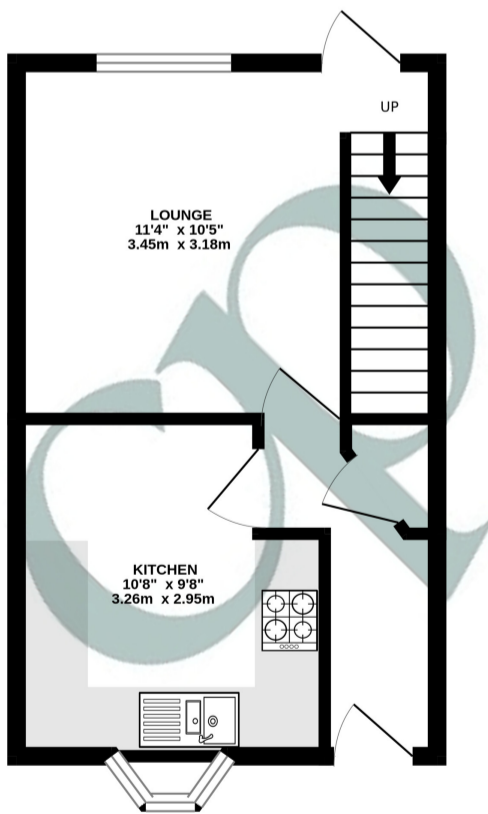 UP
LOUNGE
11'4" x 10'5"
3.45m x 3.18m
KITCHEN
10'8" x 9'8"
3.26m x 2.95m